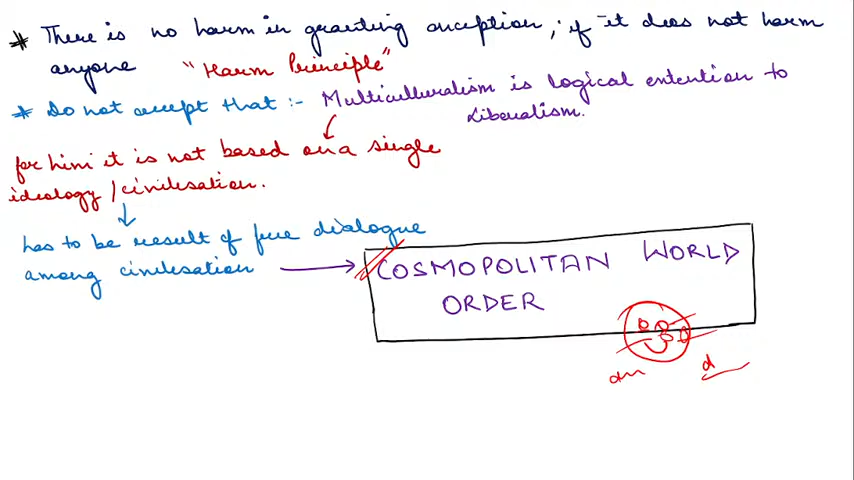 * There is no harm in granting exception, if it does not harm
anyone "Harm Principle"
* Do not accept that :- Multiculturalism is logical extention to
Liberalism.
for him it is not based on a single
ideology / civilisation.
has to be result of free dialogue
among civilisation
COSMOPOLITAN WORLD
ORDER
d